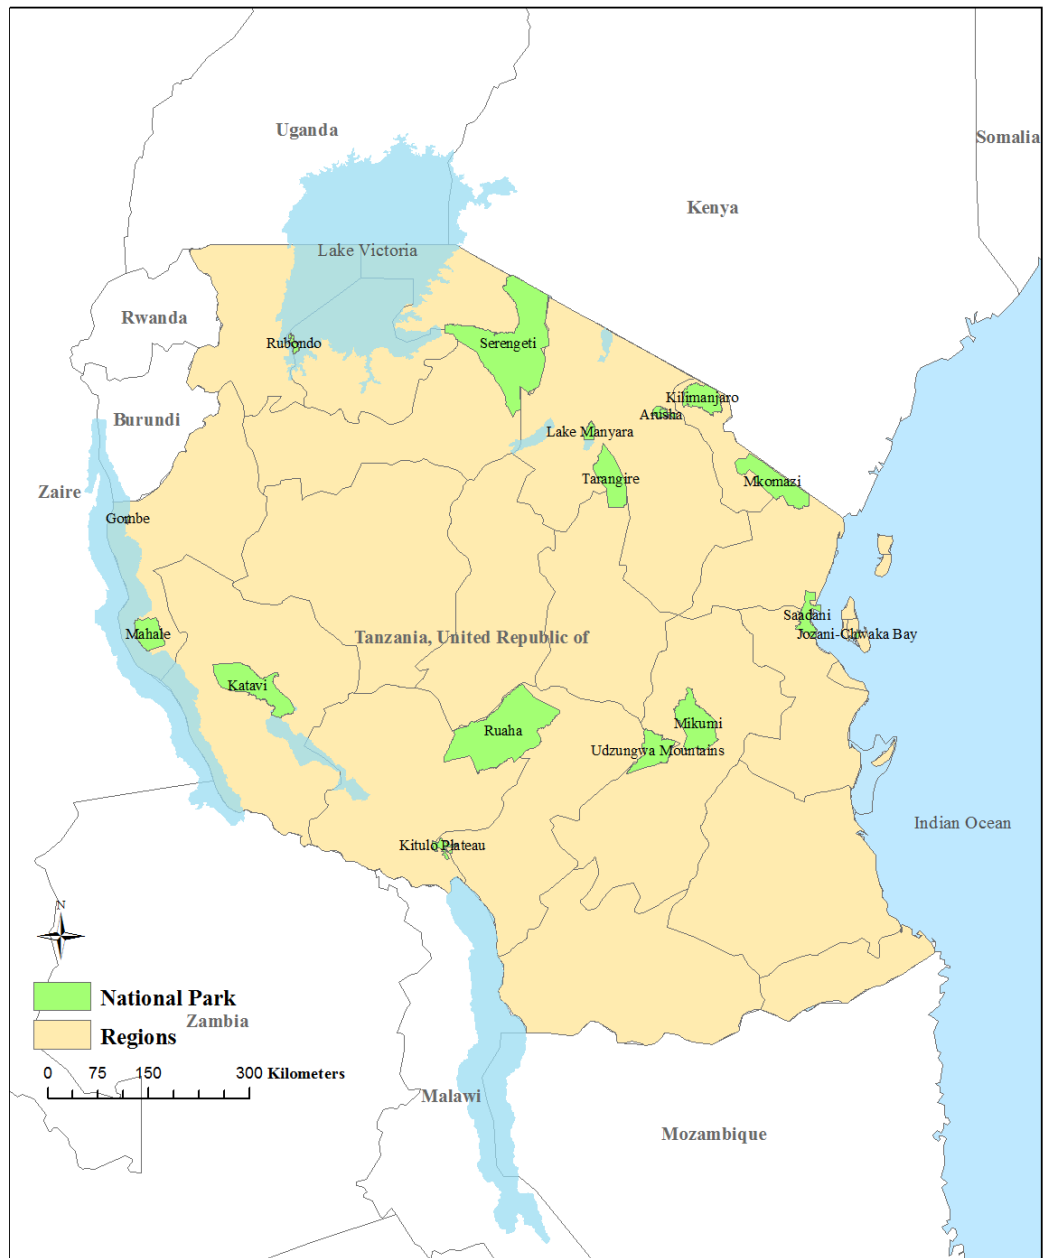 Uganda
Somalia
Kenya
Lake Victoria
Rwanda
Rubondo
Serengeti
Kilimanjaro
Arusha
Burundi
Lake Manyara
Tarangire
Mkomazi
Zaire
Gombe
Saadani
Mahale
Tanzania, United Republic of
Jozani-Chwaka Bay
Katavi
Ruaha
Mikumi
Udzungwa Mountains
Indian Ocean
Kitulo Plateau
N
National Park
Zambia
Regions
0 75 150 300 Kilometers
Malawi
Mozambique